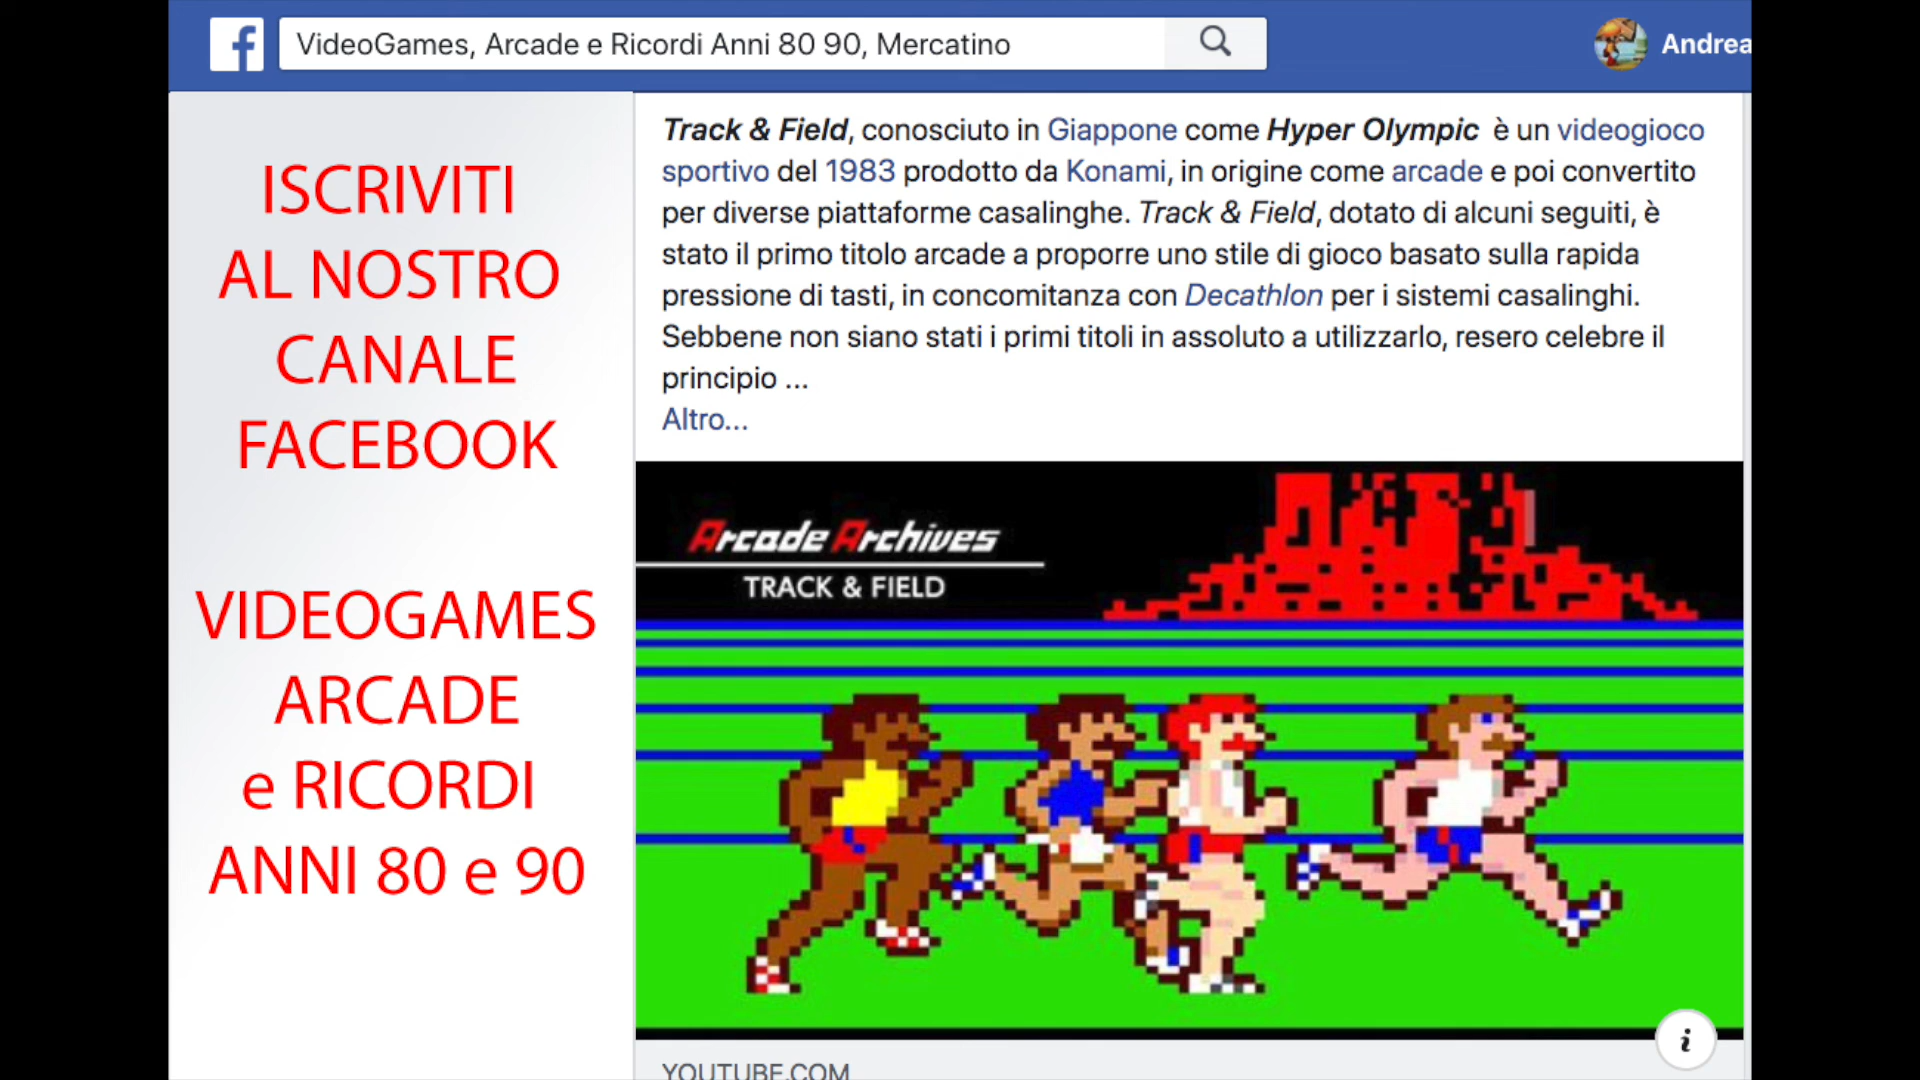 VideoGames, Arcade e Ricordi Anni 80 90, Mercatino
Andrea
ISCRIVITI
AL NOSTRO
CANALE
FACEBOOK
VIDEOGAMES
ARCADE
e RICORDI
ANNI 80 e 90
Track & Field, conosciuto in Giappone come Hyper Olympic è un videogioco
sportivo del 1983 prodotto da Konami, in origine come arcade e poi convertito
per diverse piattaforme casalinghe. Track & Field, dotato di alcuni seguiti, è
stato il primo titolo arcade a proporre uno stile di gioco basato sulla rapida
pressione di tasti, in concomitanza con Decathlon per i sistemi casalinghi.
Sebbene non siano stati i primi titoli in assoluto a utilizzarlo, resero celebre il
principio ...
Altro...
Arcade Archives
TRACK & FIELD
YOUTUBE.COM